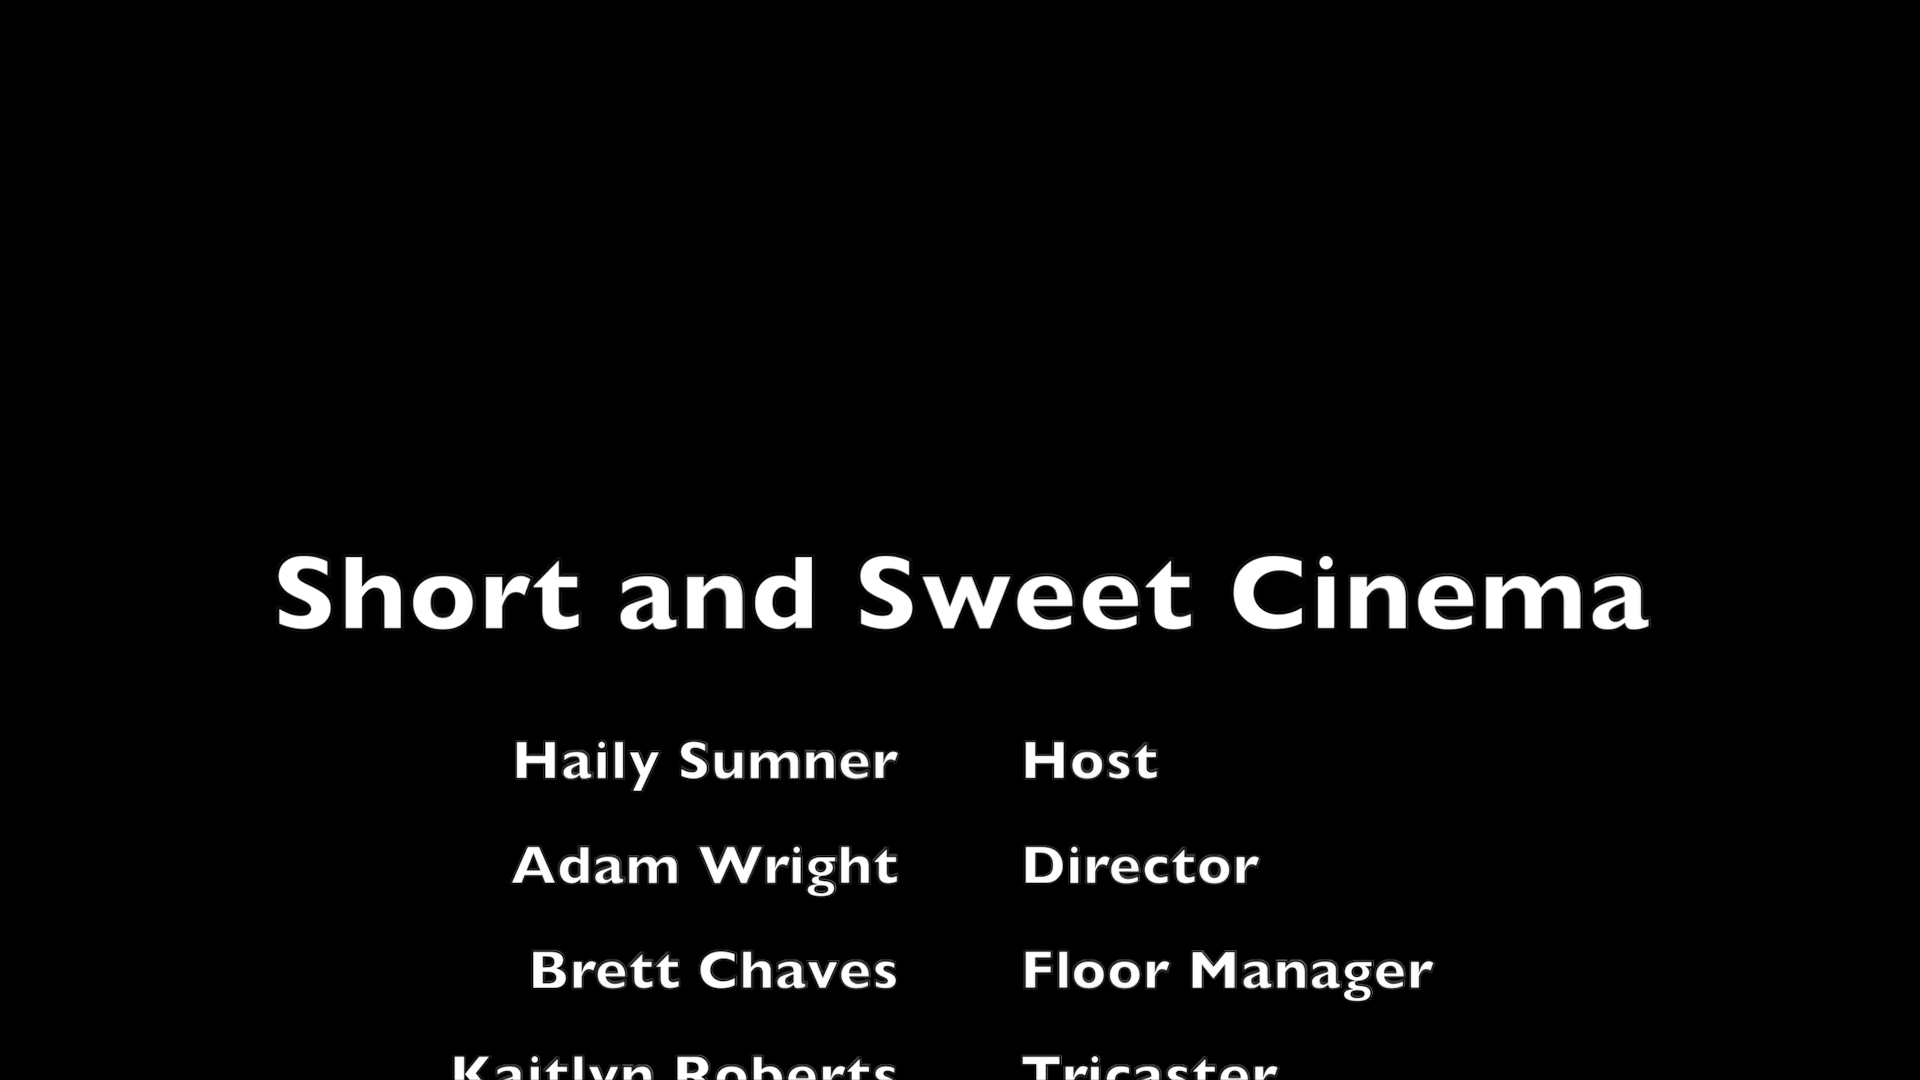 Short and Sweet Cinema
Haily Sumner Host
Adam Wright Director
Brett Chaves Floor Manager
Kaitlyn Roberts Tricaster